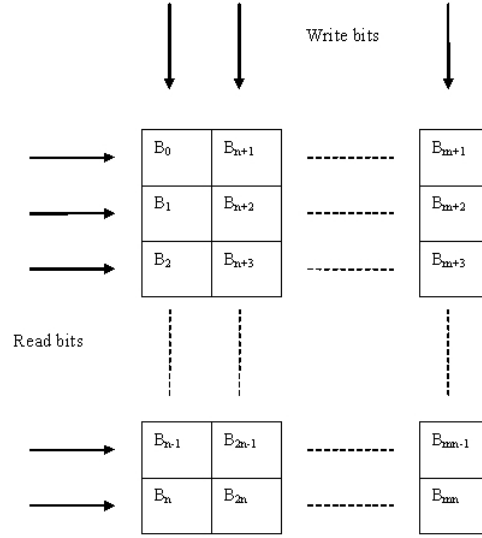 Write bits
B₀ Bₙ₊₁ Bₘ₊₁
B₁ Bₙ₊₂ Bₘ₊₂
B₂ Bₙ₊₃ Bₘ₊₃
Read bits
Bₙ₋₁ B₂ₙ₋₁ Bₘₙ₋₁
Bₙ B₂ₙ Bₘₙ